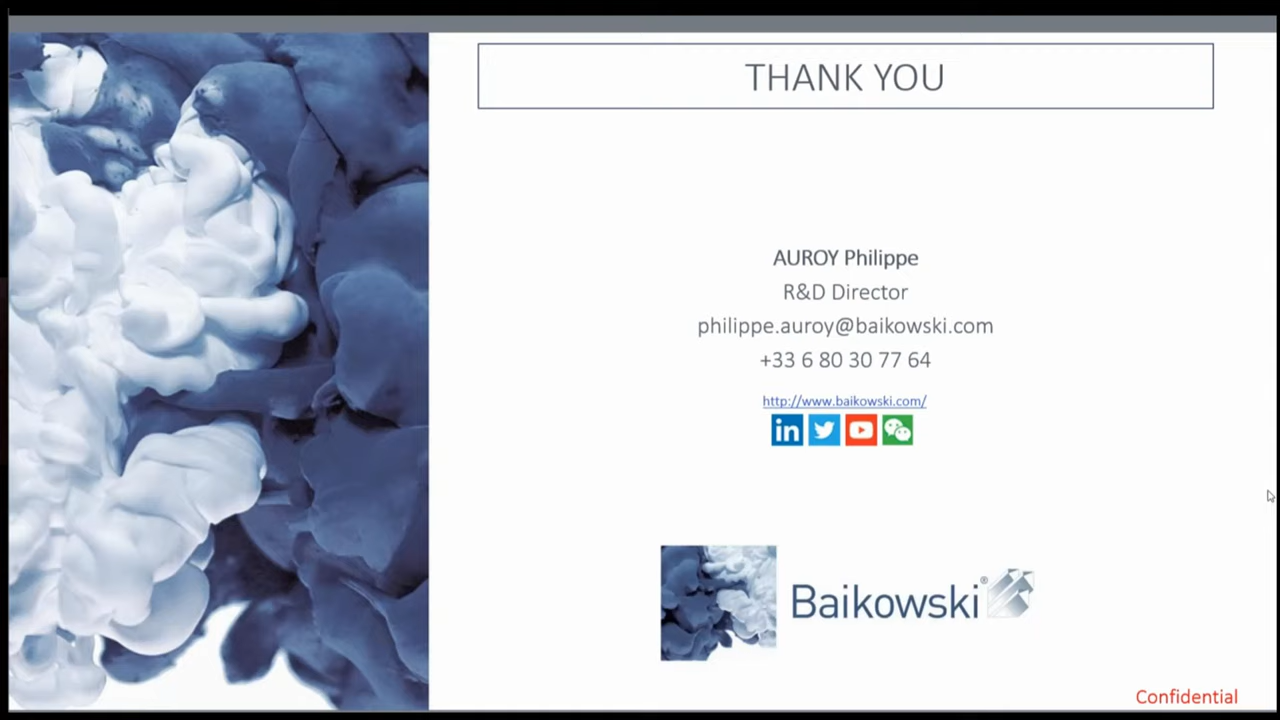 THANK YOU
AUROY Philippe
R&D Director
philippe.auroy@baikowski.com
+33 6 80 30 77 64
http://www.baikowski.com/
in
Baikowski®
Confidential